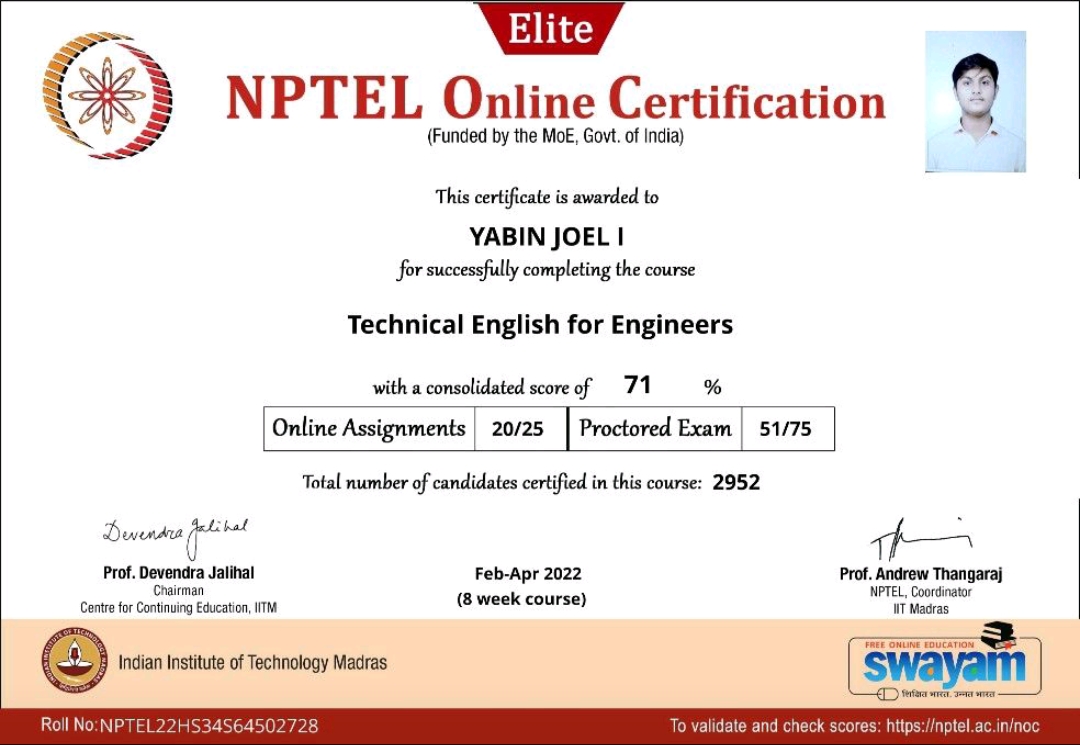 Elite
NPTEL Online Certification
(Funded by the MoE, Govt. of India)
This certificate is awarded to
YABIN JOEL I
for successfully completing the course
Technical English for Engineers
with a consolidated score of 71 %
Online Assignments 20/25 Proctored Exam 51/75
Total number of candidates certified in this course: 2952
Devendra Jalihal
Prof. Devendra Jalihal
Chairman
Centre for Continuing Education, IITM
Feb-Apr 2022
(8 week course)
Prof. Andrew Thangaraj
NPTEL, Coordinator
IIT Madras
INDIAN INSTITUTE OF TECHNOLOGY MADRAS
Indian Institute of Technology Madras
FREE ONLINE EDUCATION
swayam
शिक्षित भारत, उन्नत भारत
Roll No: NPTEL22HS34S64502728
To validate and check scores: https://nptel.ac.in/noc